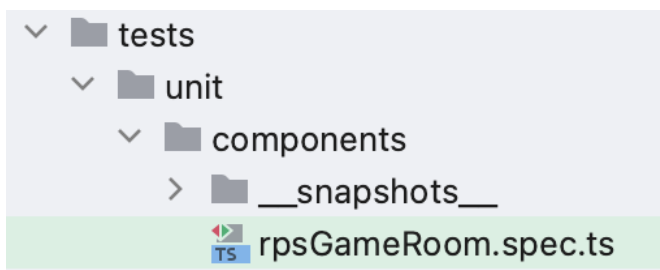 tests
unit
components
__snapshots__
TS rpsGameRoom.spec.ts